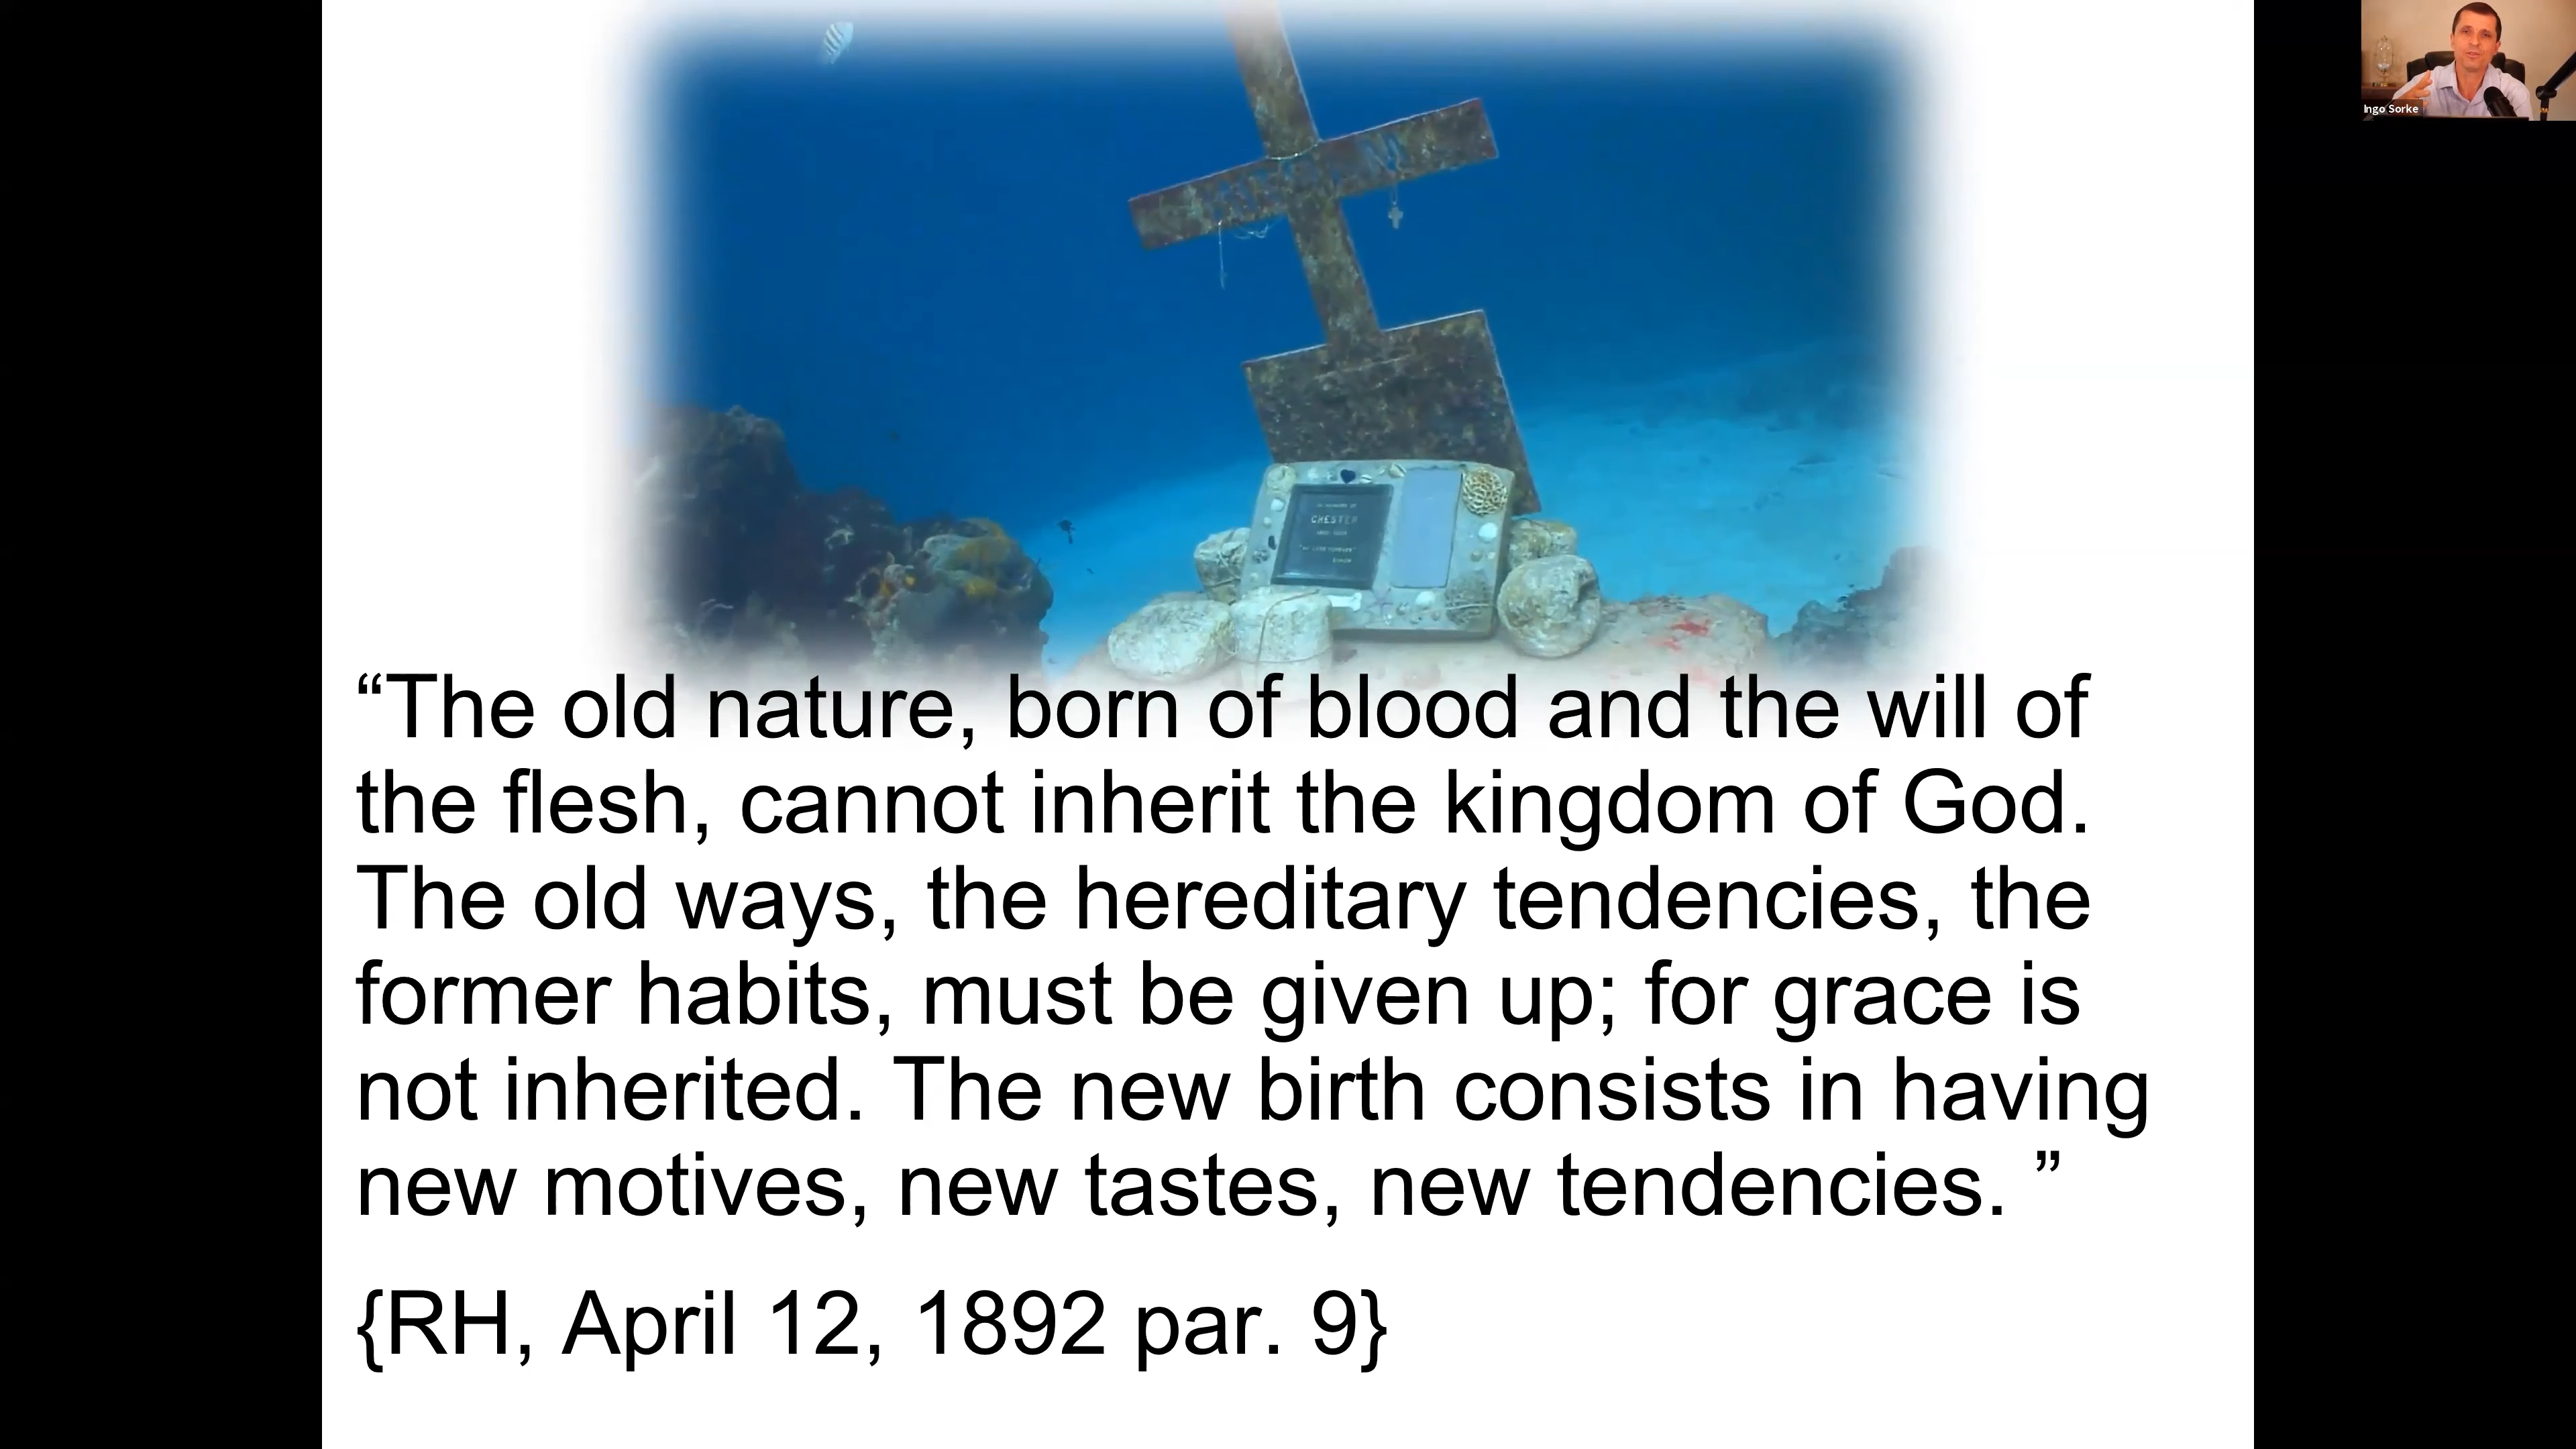 Ingo Sorke
CHESTER
“The old nature, born of blood and the will of
the flesh, cannot inherit the kingdom of God.
The old ways, the hereditary tendencies, the
former habits, must be given up; for grace is
not inherited. The new birth consists in having
new motives, new tastes, new tendencies. ”
{RH, April 12, 1892 par. 9}